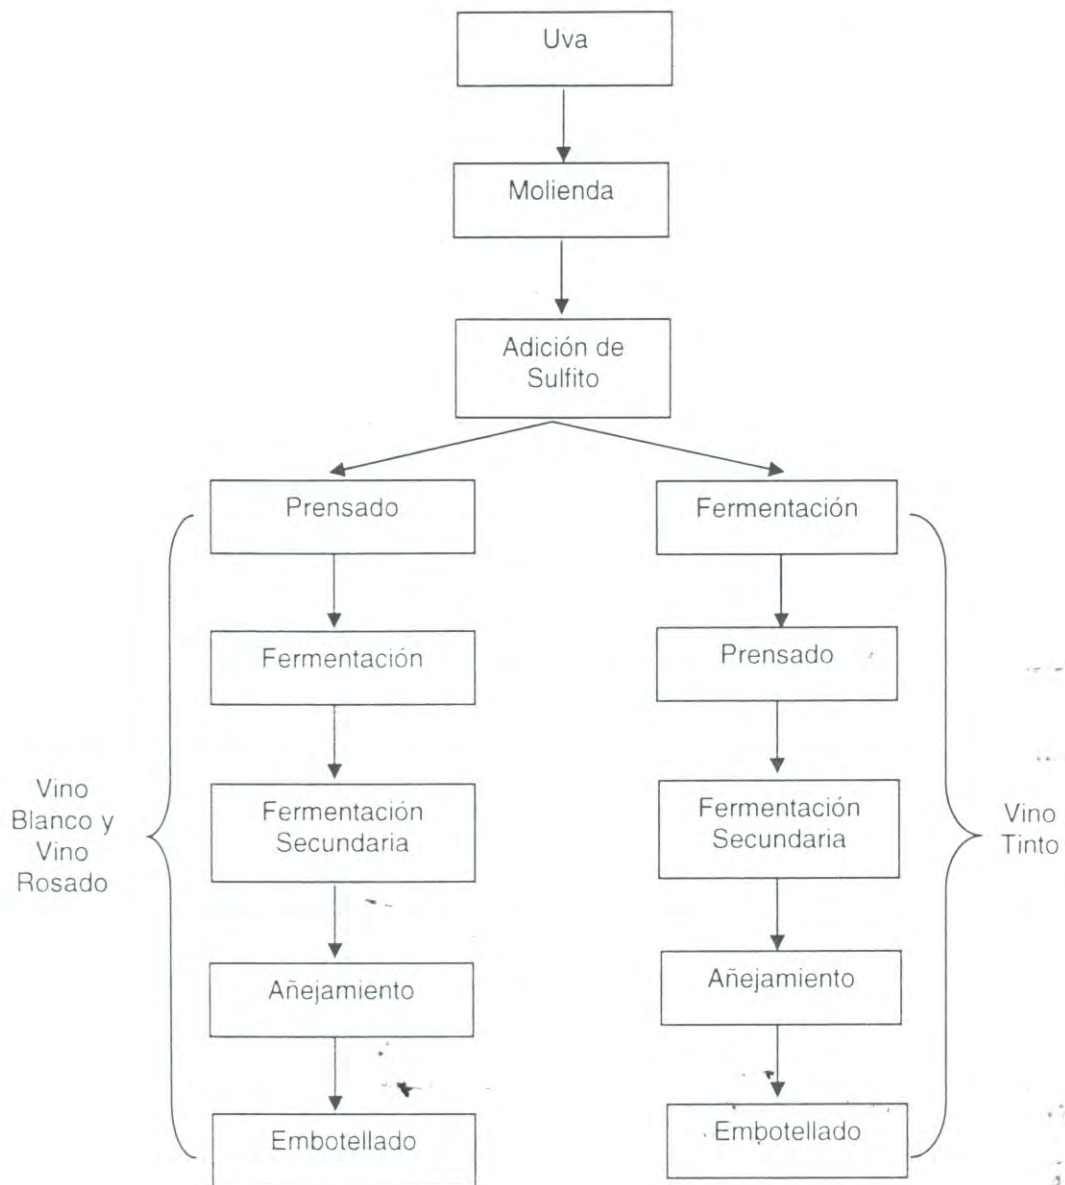 Uva
Molienda
Adición de
Sulfito
Prensado
Fermentación
Fermentación
Secundaria
Añejamiento
Embotellado
Vino
Blanco y
Vino
Rosado
Fermentación
Prensado
Fermentación
Secundaria
Añejamiento
Embotellado
Vino
Tinto